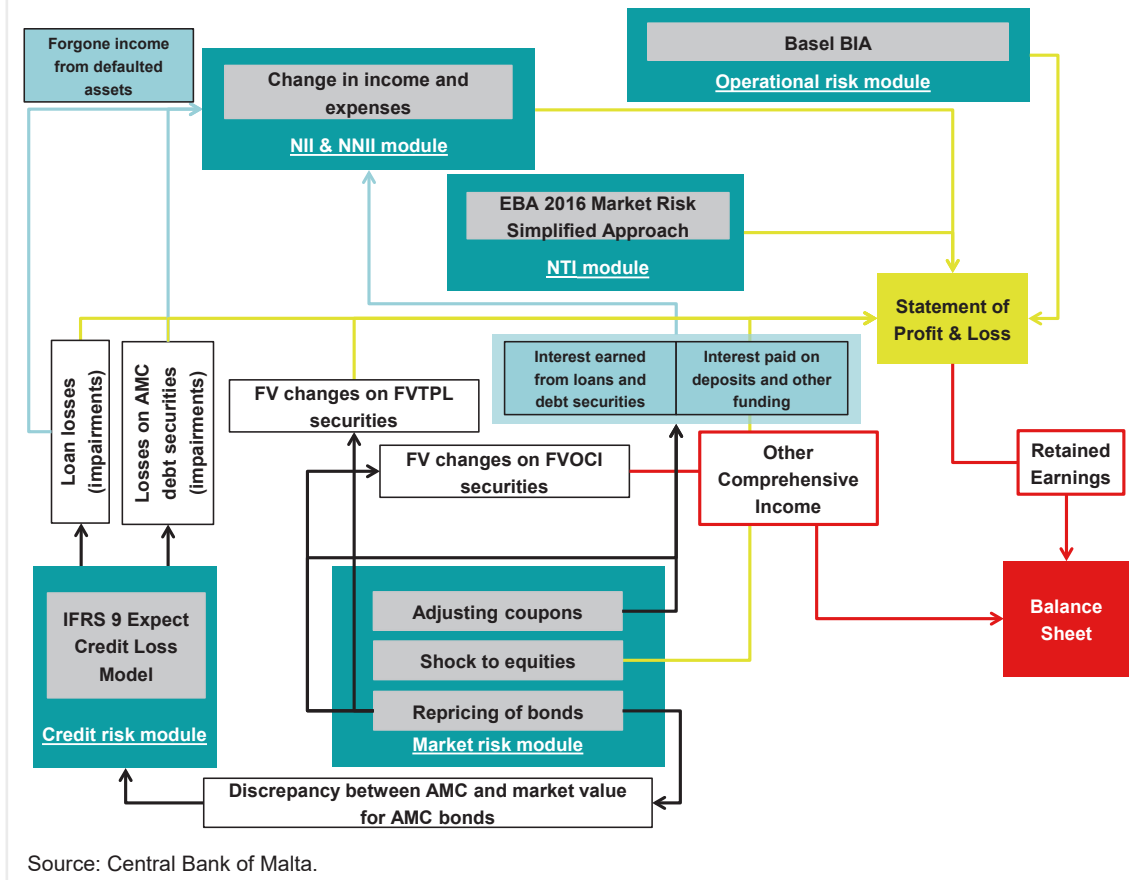 Forgone income
from defaulted
assets
Change in income and
expenses
NII & NNII module
Basel BIA
Operational risk module
EBA 2016 Market Risk
Simplified Approach
NTI module
Statement of
Profit & Loss
Loan losses
(impairments)
Losses on AMC
debt securities
(impairments)
FV changes on FVTPL
securities
Interest earned
from loans and
debt securities
Interest paid on
deposits and other
funding
FV changes on FVOCI
securities
Other
Comprehensive
Income
Retained
Earnings
IFRS 9 Expect
Credit Loss
Model
Credit risk module
Adjusting coupons
Shock to equities
Repricing of bonds
Market risk module
Balance
Sheet
Discrepancy between AMC and market value
for AMC bonds
Source: Central Bank of Malta.